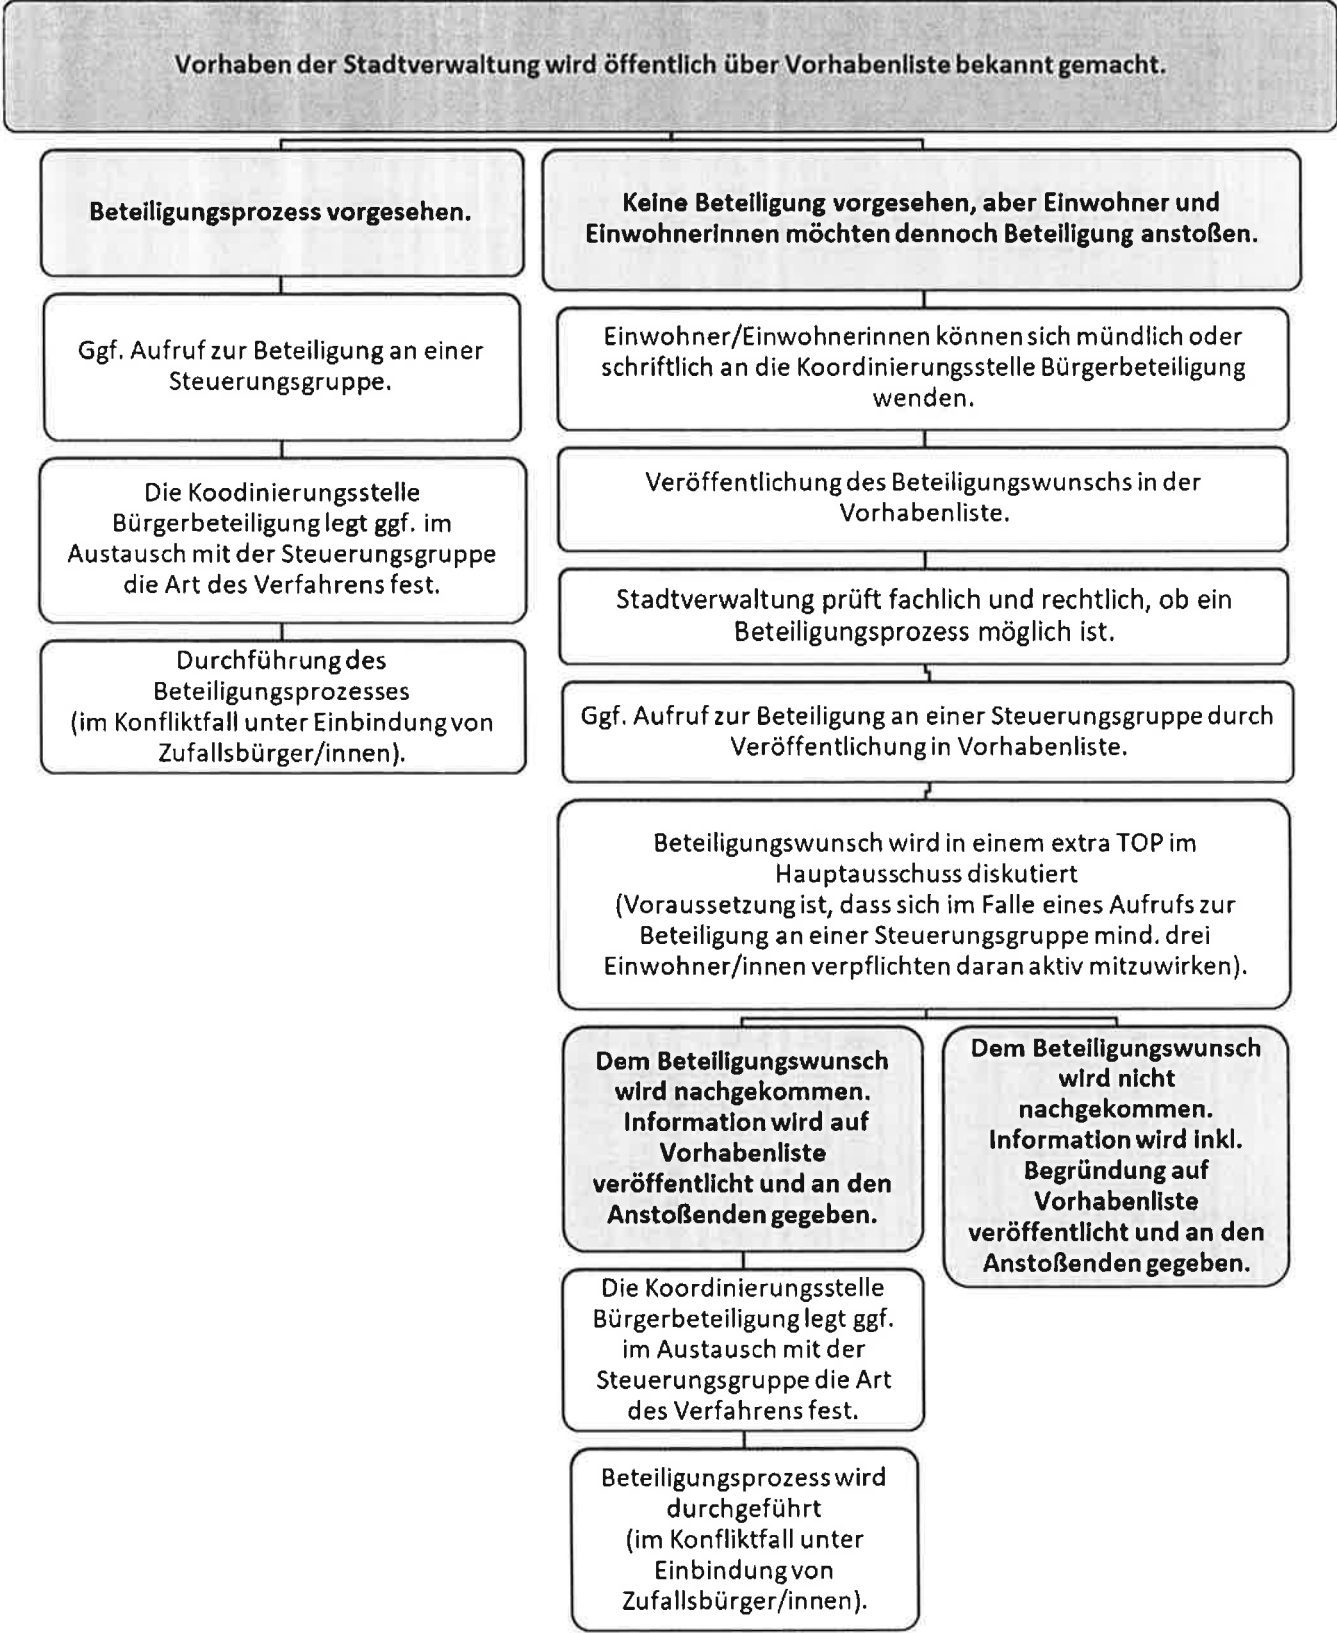 Vorhaben der Stadtverwaltung wird öffentlich über Vorhabenliste bekannt gemacht.
Beteiligungsprozess vorgesehen.
Ggf. Aufruf zur Beteiligung an einer
Steuerungsgruppe.
Die Koodinierungsstelle
Bürgerbeteiligung legt ggf. im
Austausch mit der Steuerungsgruppe
die Art des Verfahrens fest.
Durchführung des
Beteiligungsprozesses
(im Konfliktfall unter Einbindung von
Zufallsbürger/innen).
Keine Beteiligung vorgesehen, aber Einwohner und
Einwohnerinnen möchten dennoch Beteiligung anstoßen.
Einwohner/Einwohnerinnen können sich mündlich oder
schriftlich an die Koordinierungsstelle Bürgerbeteiligung
wenden.
Veröffentlichung des Beteiligungswunschs in der
Vorhabenliste.
Stadtverwaltung prüft fachlich und rechtlich, ob ein
Beteiligungsprozess möglich ist.
Ggf. Aufruf zur Beteiligung an einer Steuerungsgruppe durch
Veröffentlichung in Vorhabenliste.
Beteiligungswunsch wird in einem extra TOP im
Hauptausschuss diskutiert
(Voraussetzung ist, dass sich im Falle eines Aufrufs zur
Beteiligung an einer Steuerungsgruppe mind. drei
Einwohner/innen verpflichten daran aktiv mitzuwirken).
Dem Beteiligungswunsch
wird nachgekommen.
Information wird auf
Vorhabenliste
veröffentlicht und an den
Anstoßenden gegeben.
Die Koordinierungsstelle
Bürgerbeteiligung legt ggf.
im Austausch mit der
Steuerungsgruppe die Art
des Verfahrens fest.
Beteiligungsprozess wird
durchgeführt
(im Konfliktfall unter
Einbindung von
Zufallsbürger/innen).
Dem Beteiligungswunsch
wird nicht
nachgekommen.
Information wird inkl.
Begründung auf
Vorhabenliste
veröffentlicht und an den
Anstoßenden gegeben.